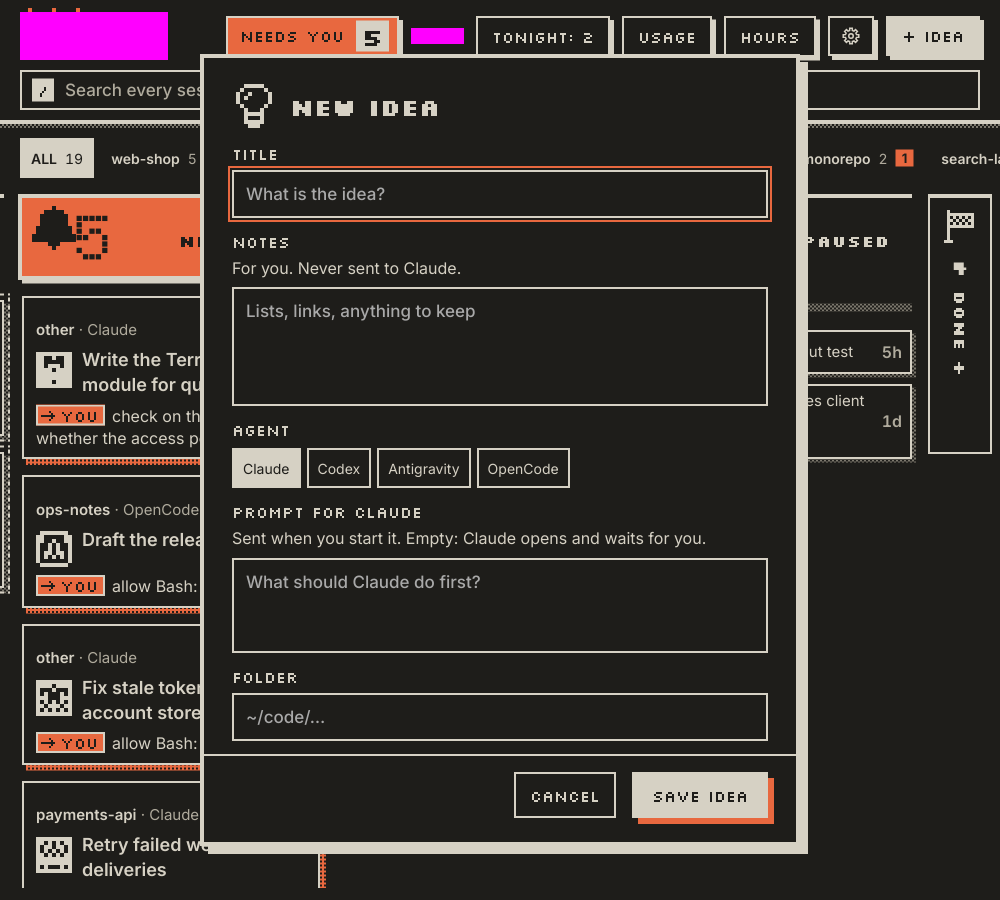 NEEDS YOU 5
TONIGHT: 2
USAGE
HOURS
+ IDEA
/ Search every ses
ALL 19
web-shop 5
monorepo 2 1
search-la
5
PAUSED
4 DONE +
other · Claude
Write the Terr
module for qu
→ YOU check on th
whether the access p
ops-notes · OpenCode
Draft the relea
→ YOU allow Bash:
other · Claude
Fix stale token
account store
→ YOU allow Bash:
payments-api · Claude
Retry failed we
deliveries
ut test 5h
es client
1d
NEW IDEA
TITLE
What is the idea?
NOTES
For you. Never sent to Claude.
Lists, links, anything to keep
AGENT
Claude
Codex
Antigravity
OpenCode
PROMPT FOR CLAUDE
Sent when you start it. Empty: Claude opens and waits for you.
What should Claude do first?
FOLDER
~/code/...
CANCEL
SAVE IDEA